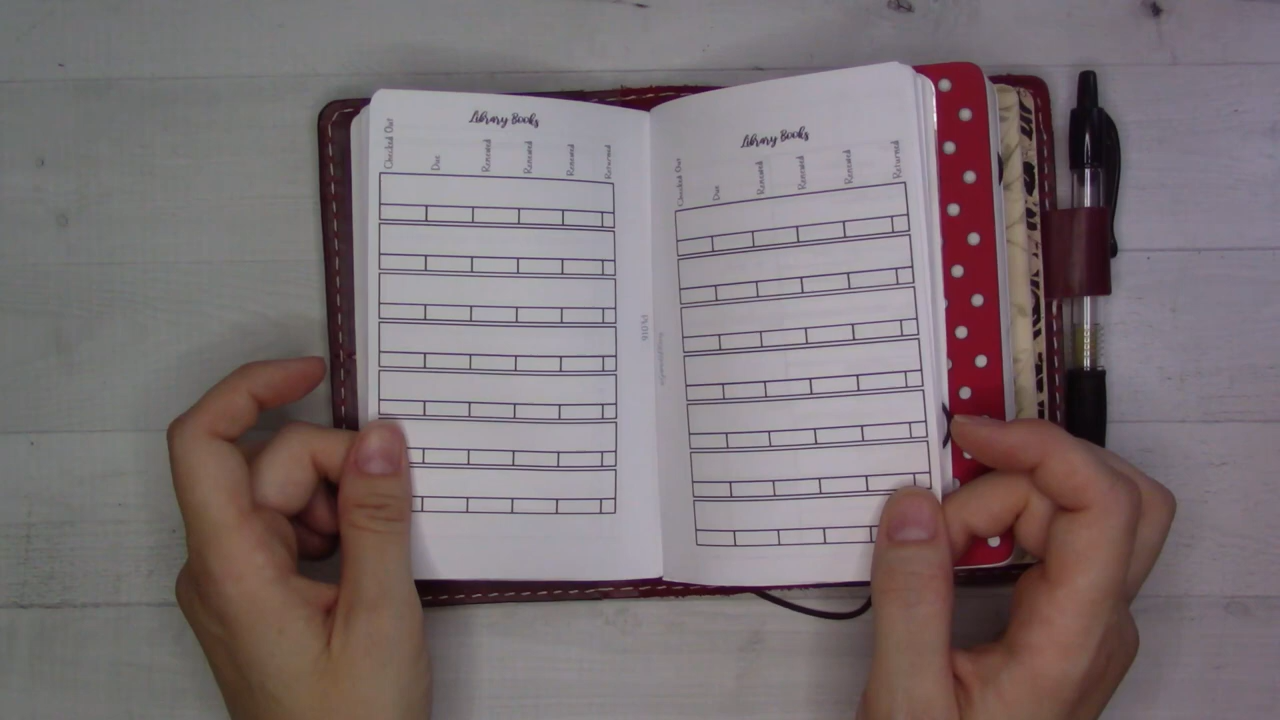 Library Books
Checked Out
Due
Renewed
Renewed
Renewed
Returned
Library Books
Checked Out
Due
Renewed
Renewed
Renewed
Returned